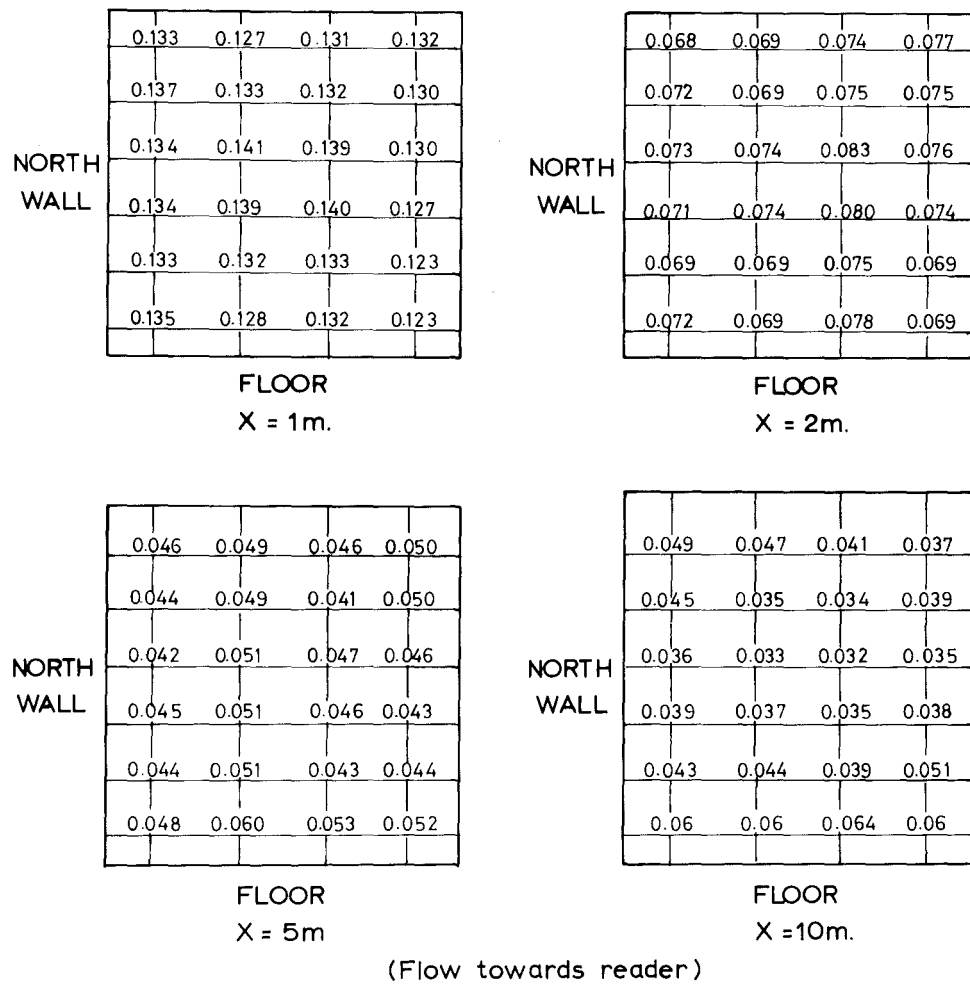 0.133 0.127 0.131 0.132
0.137 0.133 0.132 0.130
0.134 0.141 0.139 0.130
0.134 0.139 0.140 0.127
0.133 0.132 0.133 0.123
0.135 0.128 0.132 0.123
NORTH
WALL
FLOOR
X = 1m.
0.068 0.069 0.074 0.077
0.072 0.069 0.075 0.075
0.073 0.074 0.083 0.076
0.071 0.074 0.080 0.074
0.069 0.069 0.075 0.069
0.072 0.069 0.078 0.069
NORTH
WALL
FLOOR
X = 2m.
0.046 0.049 0.046 0.050
0.044 0.049 0.041 0.050
0.042 0.051 0.047 0.046
0.045 0.051 0.046 0.043
0.044 0.051 0.043 0.044
0.048 0.060 0.053 0.052
NORTH
WALL
FLOOR
X = 5m
0.049 0.047 0.041 0.037
0.045 0.035 0.034 0.039
0.036 0.033 0.032 0.035
0.039 0.037 0.035 0.038
0.043 0.044 0.039 0.051
0.06 0.06 0.064 0.06
NORTH
WALL
FLOOR
X = 10m.
(Flow towards reader)